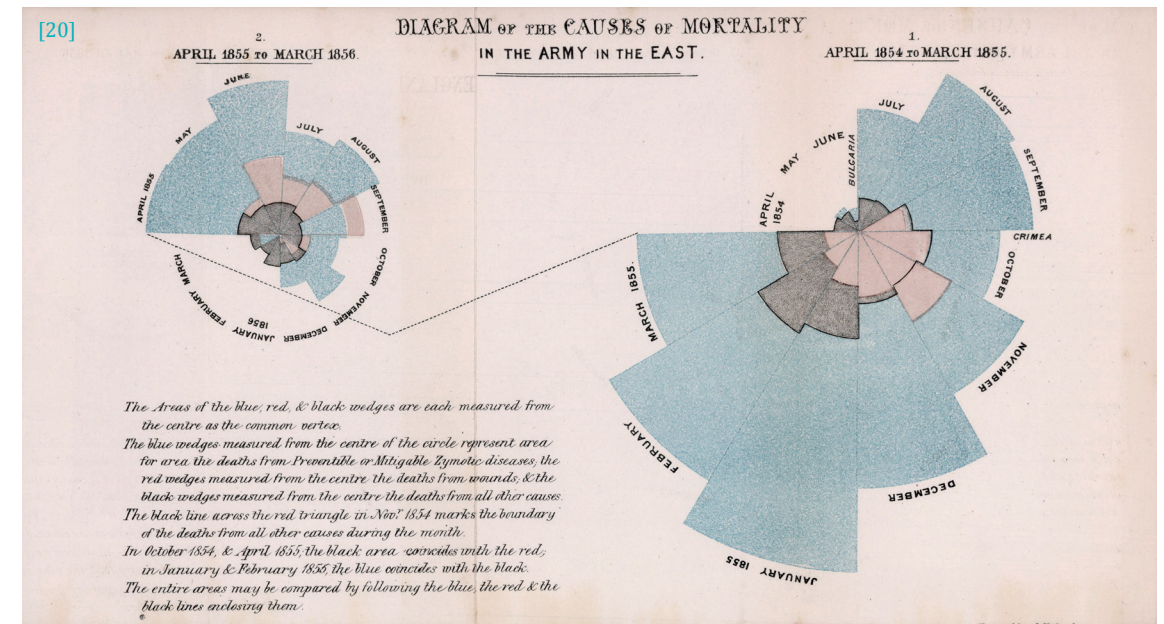 [20]
DIAGRAM OF THE CAUSES OF MORTALITY
IN THE ARMY IN THE EAST.
2.
APRIL 1855 TO MARCH 1856.
1.
APRIL 1854 TO MARCH 1855.
JUNE
MAY
APRIL 1855
JULY
AUGUST
SEPTEMBER
OCTOBER
NOVEMBER
DECEMBER
JANUARY
1856
FEBRUARY
MARCH
APRIL
1854
MAY
JUNE
BULGARIA
JULY
AUGUST
SEPTEMBER
CRIMEA
OCTOBER
NOVEMBER
DECEMBER
JANUARY 1855
FEBRUARY
MARCH 1855.
The Areas of the blue, red, & black wedges are each measured from
the centre as the common vertex.
The blue wedges measured from the centre of the circle represent area
for area the deaths from Preventible or Mitigable Zymotic diseases, the
red wedges measured from the centre the deaths from wounds, & the
black wedges measured from the centre the deaths from all other causes.
The black line across the red triangle in Nov.r 1854 marks the boundary
of the deaths from all other causes during the month.
In October 1854, & April 1855, the black area coincides with the red,
in January & February 1856, the blue coincides with the black.
The entire areas may be compared by following the blue, the red & the
black lines enclosing them.